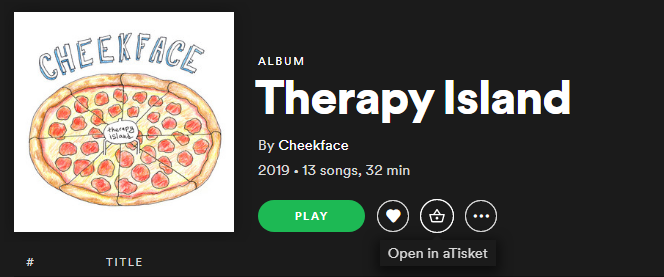 CHEEKFACE
therapy
island
ALBUM
Therapy Island
By Cheekface
2019 • 13 songs, 32 min
PLAY
Open in aTisket
# TITLE